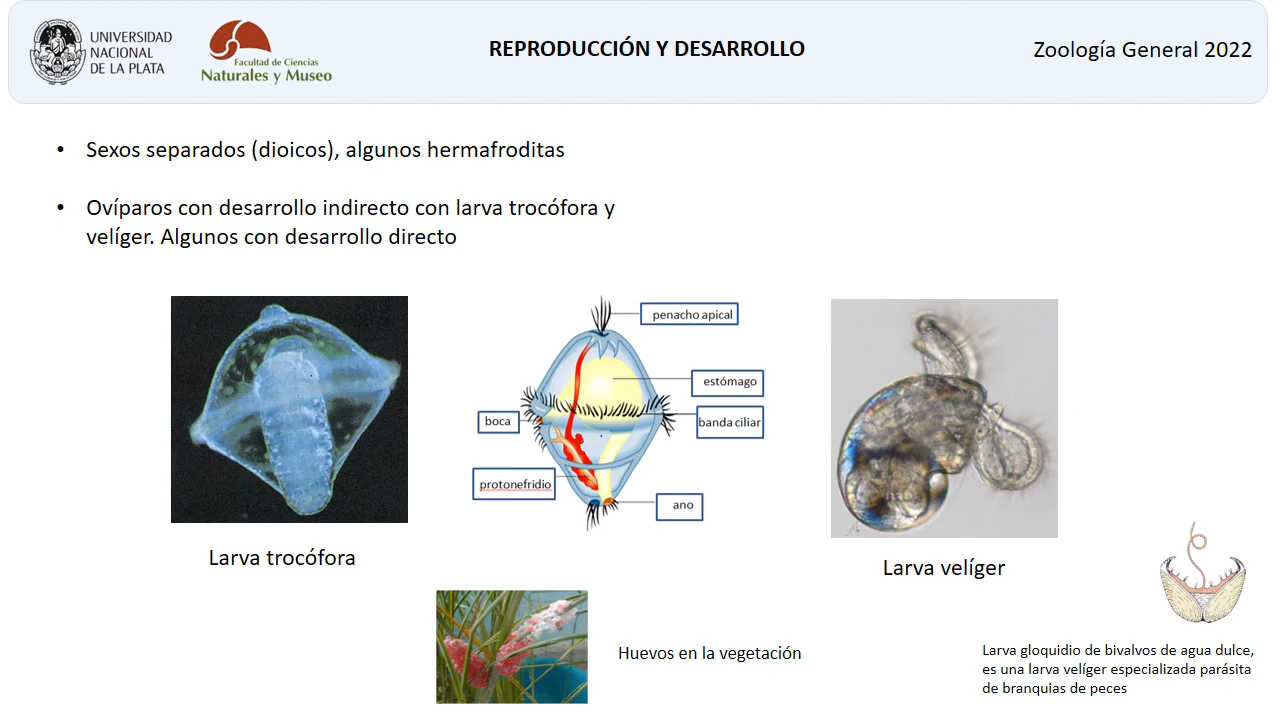 UNIVERSIDAD
NACIONAL
DE LA PLATA
Facultad de Ciencias
Naturales y Museo
REPRODUCCIÓN Y DESARROLLO
Zoología General 2022
• Sexos separados (dioicos), algunos hermafroditas
• Ovíparos con desarrollo indirecto con larva trocófora y
velíger. Algunos con desarrollo directo
penacho apical
estómago
banda ciliar
boca
protonefridio
ano
Larva trocófora
Larva velíger
Huevos en la vegetación
Larva gloquidio de bivalvos de agua dulce,
es una larva velíger especializada parásita
de branquias de peces